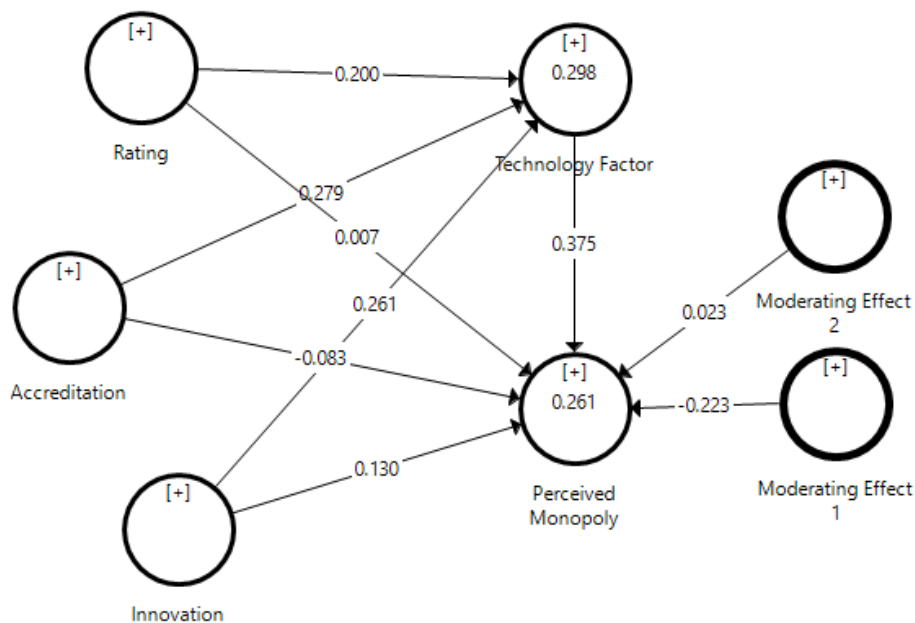 [+]
Rating
0.200
[+]
0.298
Technology Factor
0.279
0.007
0.375
[+]
Moderating Effect
2
[+]
Accreditation
0.261
0.023
-0.083
[+]
0.261
Perceived
Monopoly
-0.223
[+]
Moderating Effect
1
0.130
[+]
Innovation